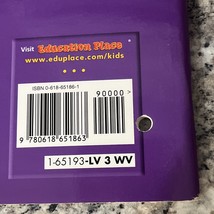 Visit Education Place
www.eduplace.com/kids
ISBN 0-618-65186-1
90000 >
9 780618 651863
1-65193-LV 3 WV